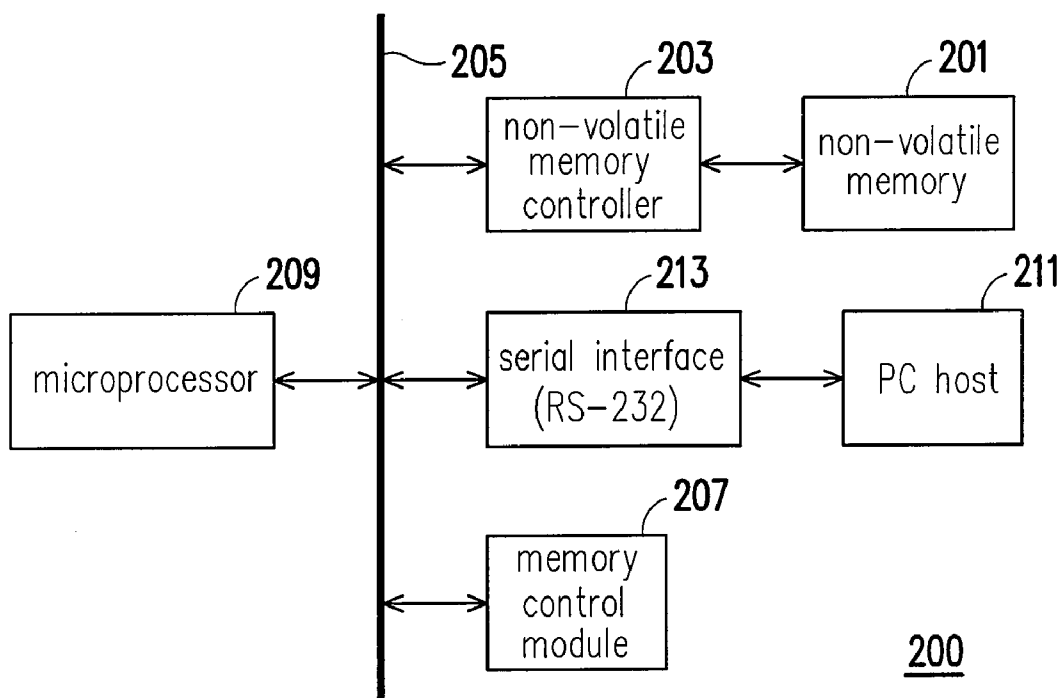 205
203
non-volatile
memory
controller
201
non-volatile
memory
209
microprocessor
213
serial interface
(RS-232)
211
PC host
207
memory
control
module
200